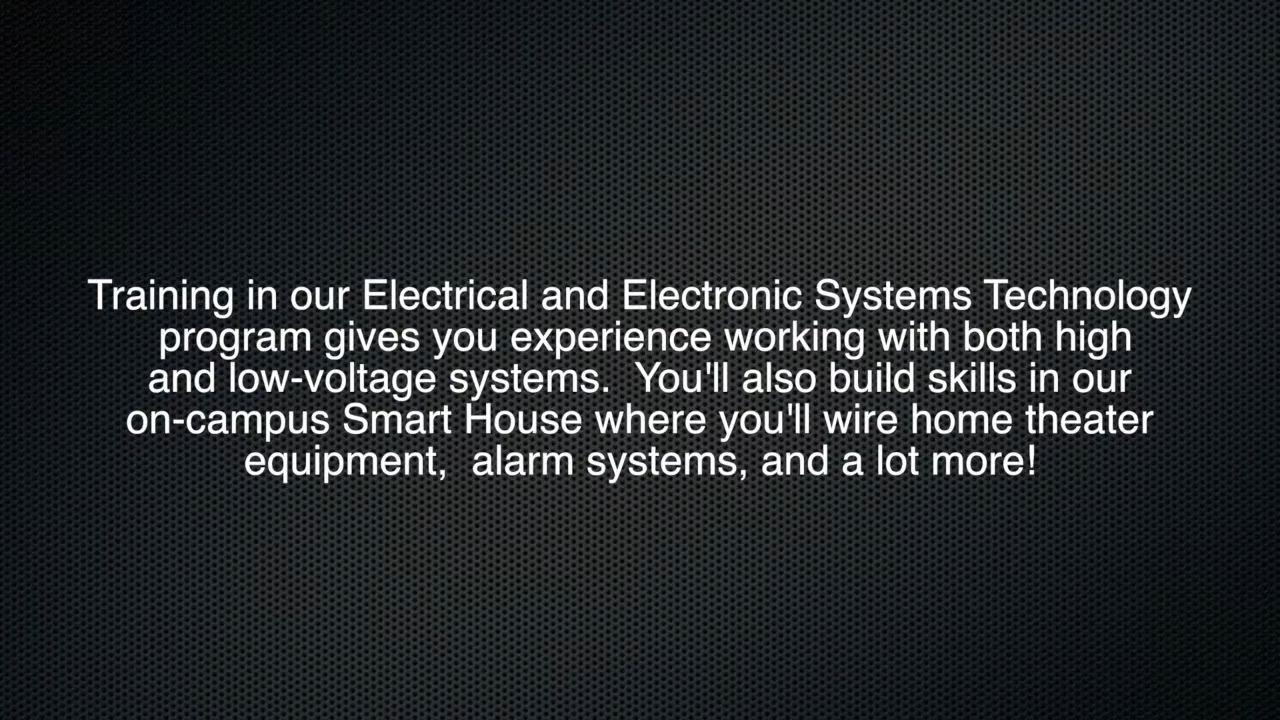 Training in our Electrical and Electronic Systems Technology
program gives you experience working with both high
and low-voltage systems.  You'll also build skills in our
on-campus Smart House where you'll wire home theater
equipment,  alarm systems, and a lot more!